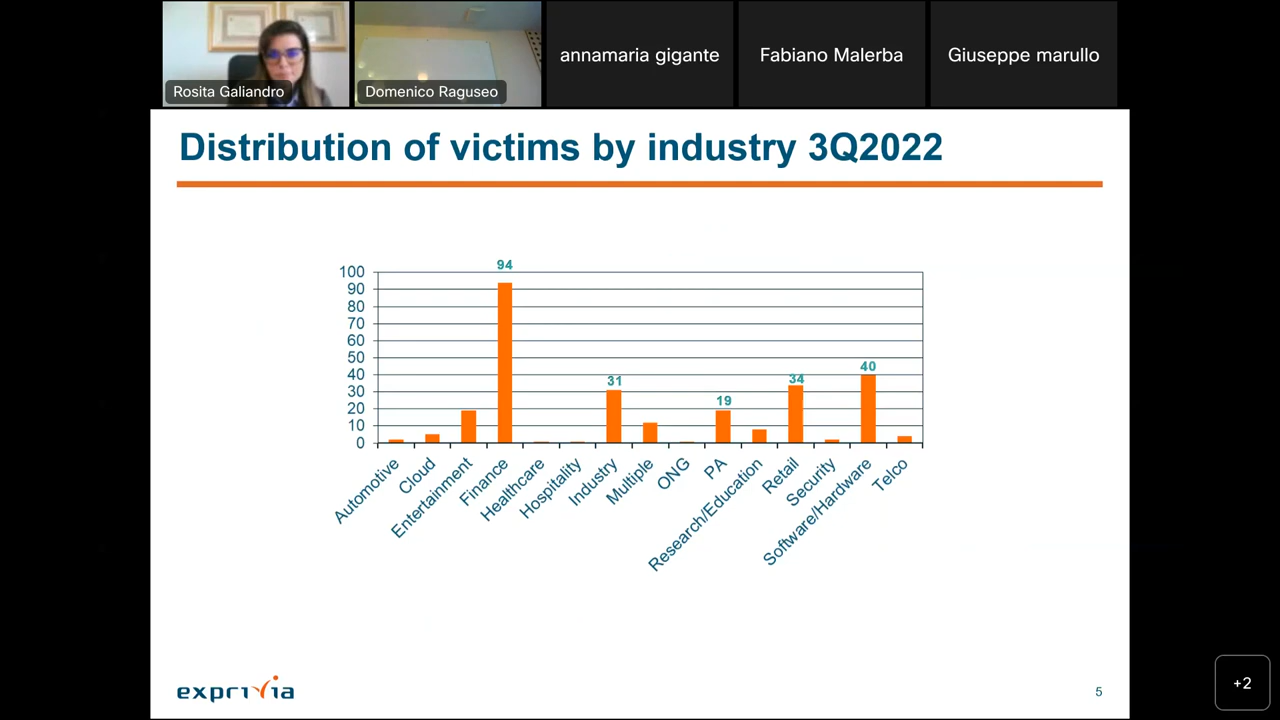 Rosita Galiandro
Domenico Raguseo
annamaria gigante
Fabiano Malerba
Giuseppe marullo
Distribution of victims by industry 3Q2022
100
90
80
70
60
50
40
30
20
10
0
94
31
19
34
40
Automotive
Cloud
Entertainment
Finance
Healthcare
Hospitality
Industry
Multiple
ONG
PA
Research/Education
Retail
Security
Software/Hardware
Telco
exprivia
5
+2